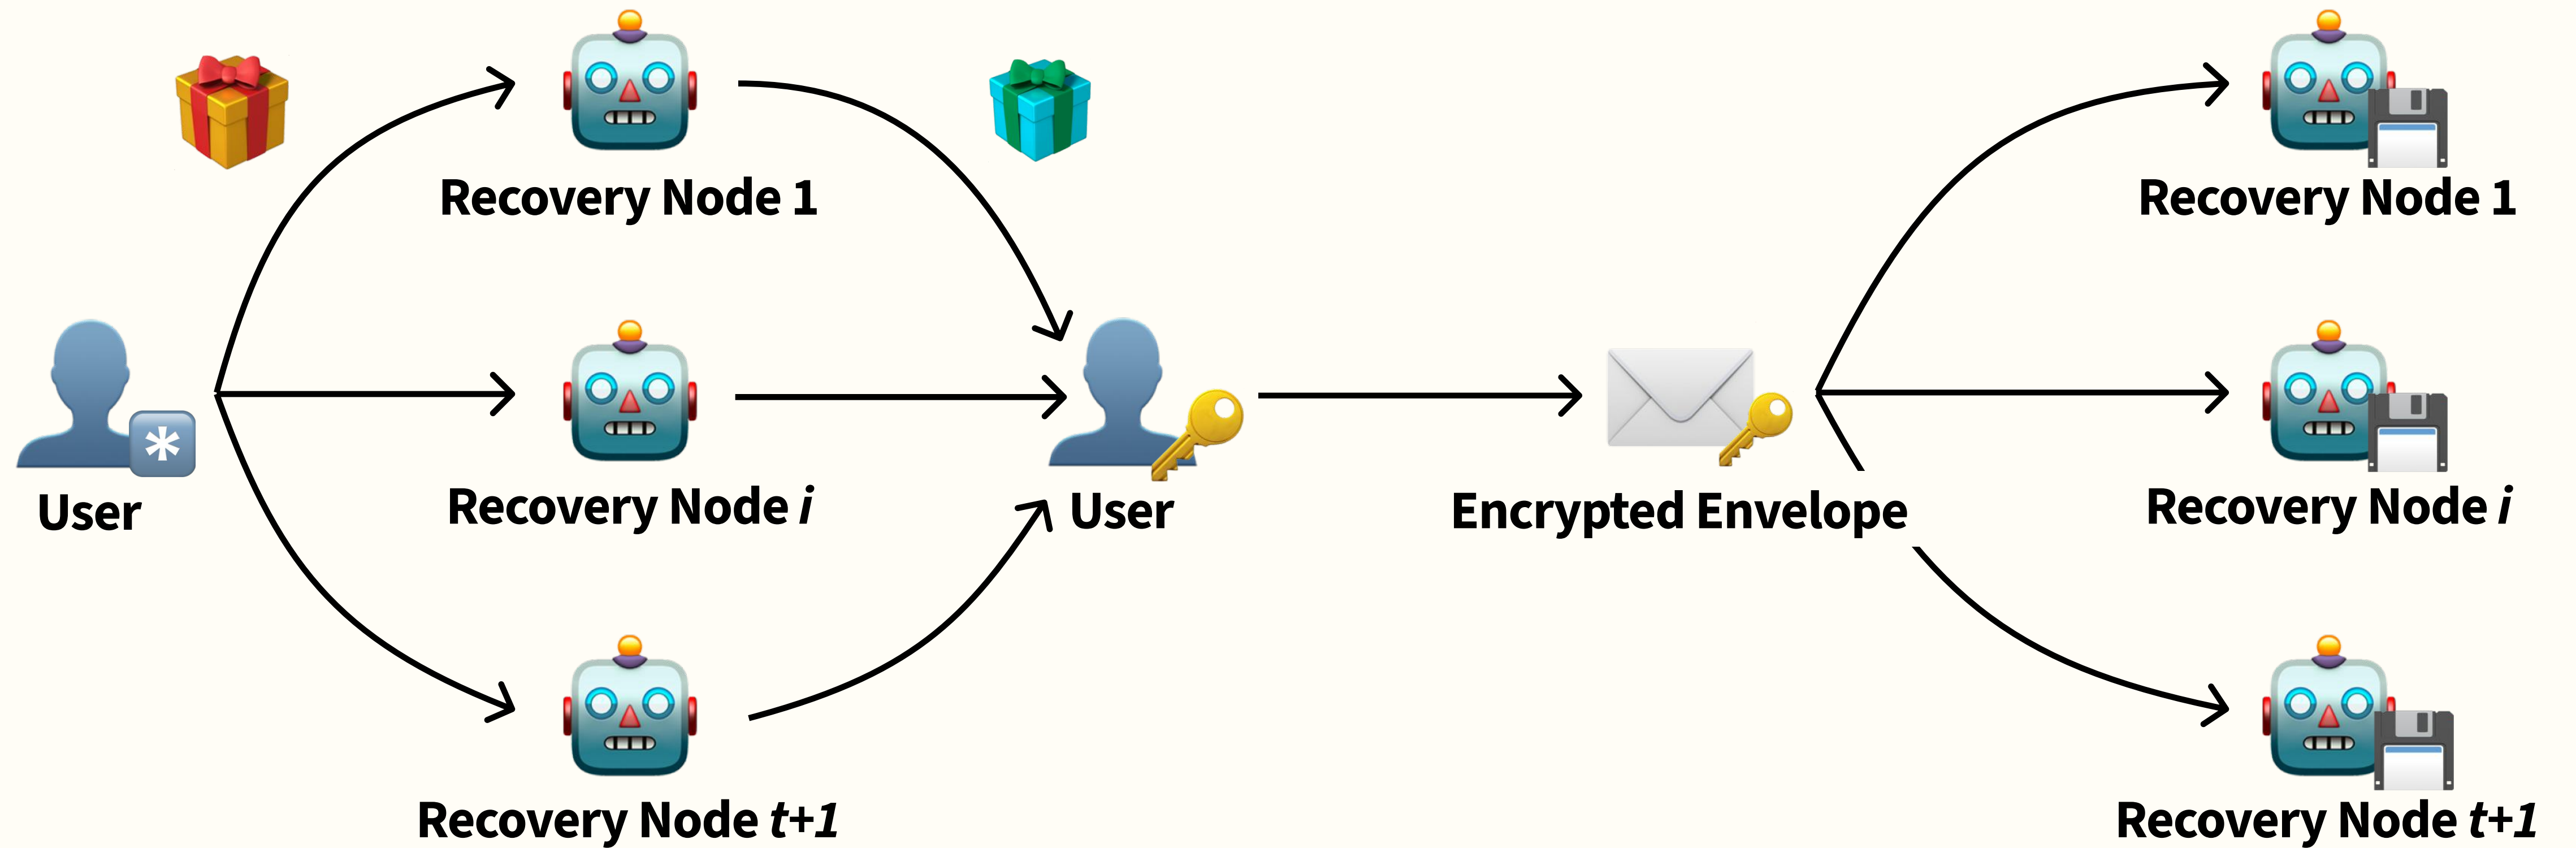 Recovery Node 1
Recovery Node 1
*
User
Recovery Node i
User
Encrypted Envelope
Recovery Node i
Recovery Node t+1
Recovery Node t+1